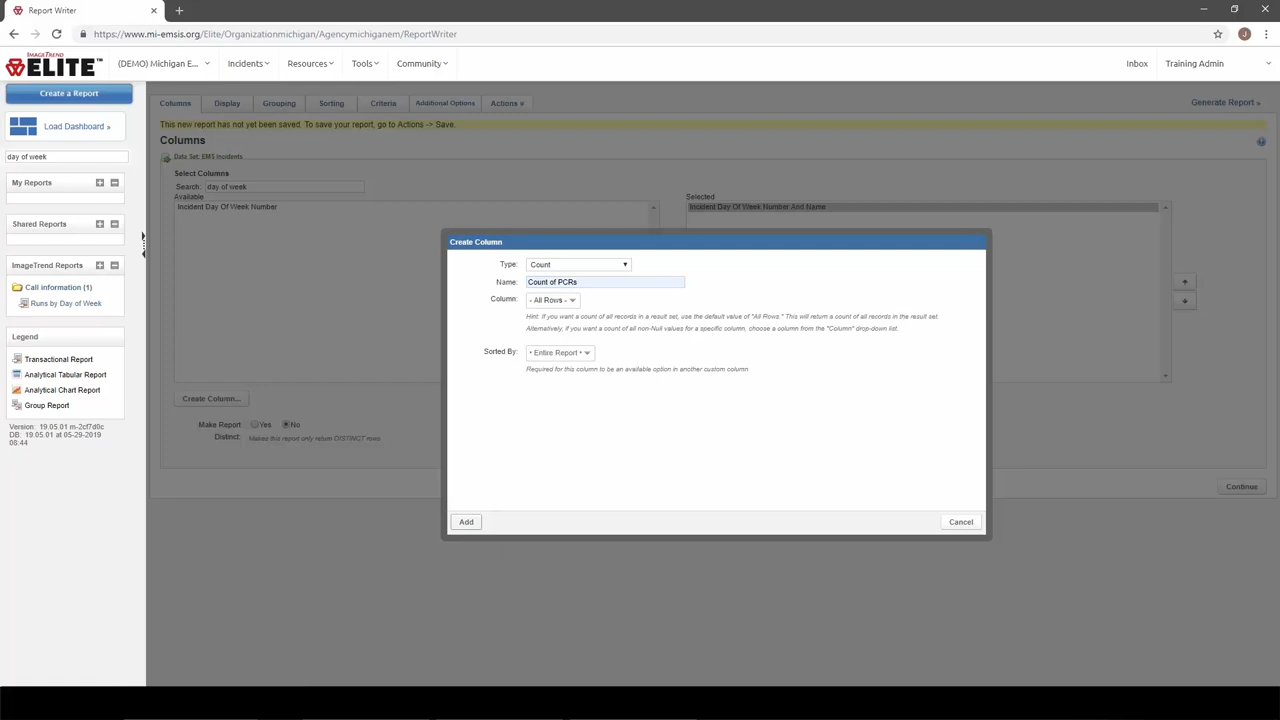 Report Writer
https://www.mi-emsis.org/Elite/Organizationmichigan/Agencymichiganem/ReportWriter
J
IMAGETREND
ELITE™
(DEMO) Michigan E...
Incidents
Resources
Tools
Community
Inbox
Training Admin
Create a Report
Load Dashboard »
day of week
My Reports
Shared Reports
ImageTrend Reports
Call information (1)
Runs by Day of Week
Legend
Transactional Report
Analytical Tabular Report
Analytical Chart Report
Group Report
Version: 19.05.01 m-2cf7d0c
DB: 19.05.01 at 05-29-2019
08:44
Columns
Display
Grouping
Sorting
Criteria
Additional Options
Actions
Generate Report »
This new report has not yet been saved. To save your report, go to Actions -> Save.
Columns
Data Set: EMS Incidents
Select Columns
Search: day of week
Available
Selected
Incident Day Of Week Number
Incident Day Of Week Number And Name
Create Column...
Make Report Distinct:
Yes No
Makes this report only return DISTINCT rows
Continue
Create Column
Type: Count
Name: Count of PCRs
Column: - All Rows -
Hint: If you want a count of all records in a result set, use the default value of "All Rows." This will return a count of all records in the result set.
Alternatively, if you want a count of all non-Null values for a specific column, choose a column from the "Column" drop-down list.
Sorted By: * Entire Report *
Required for this column to be an available option in another custom column
Add
Cancel